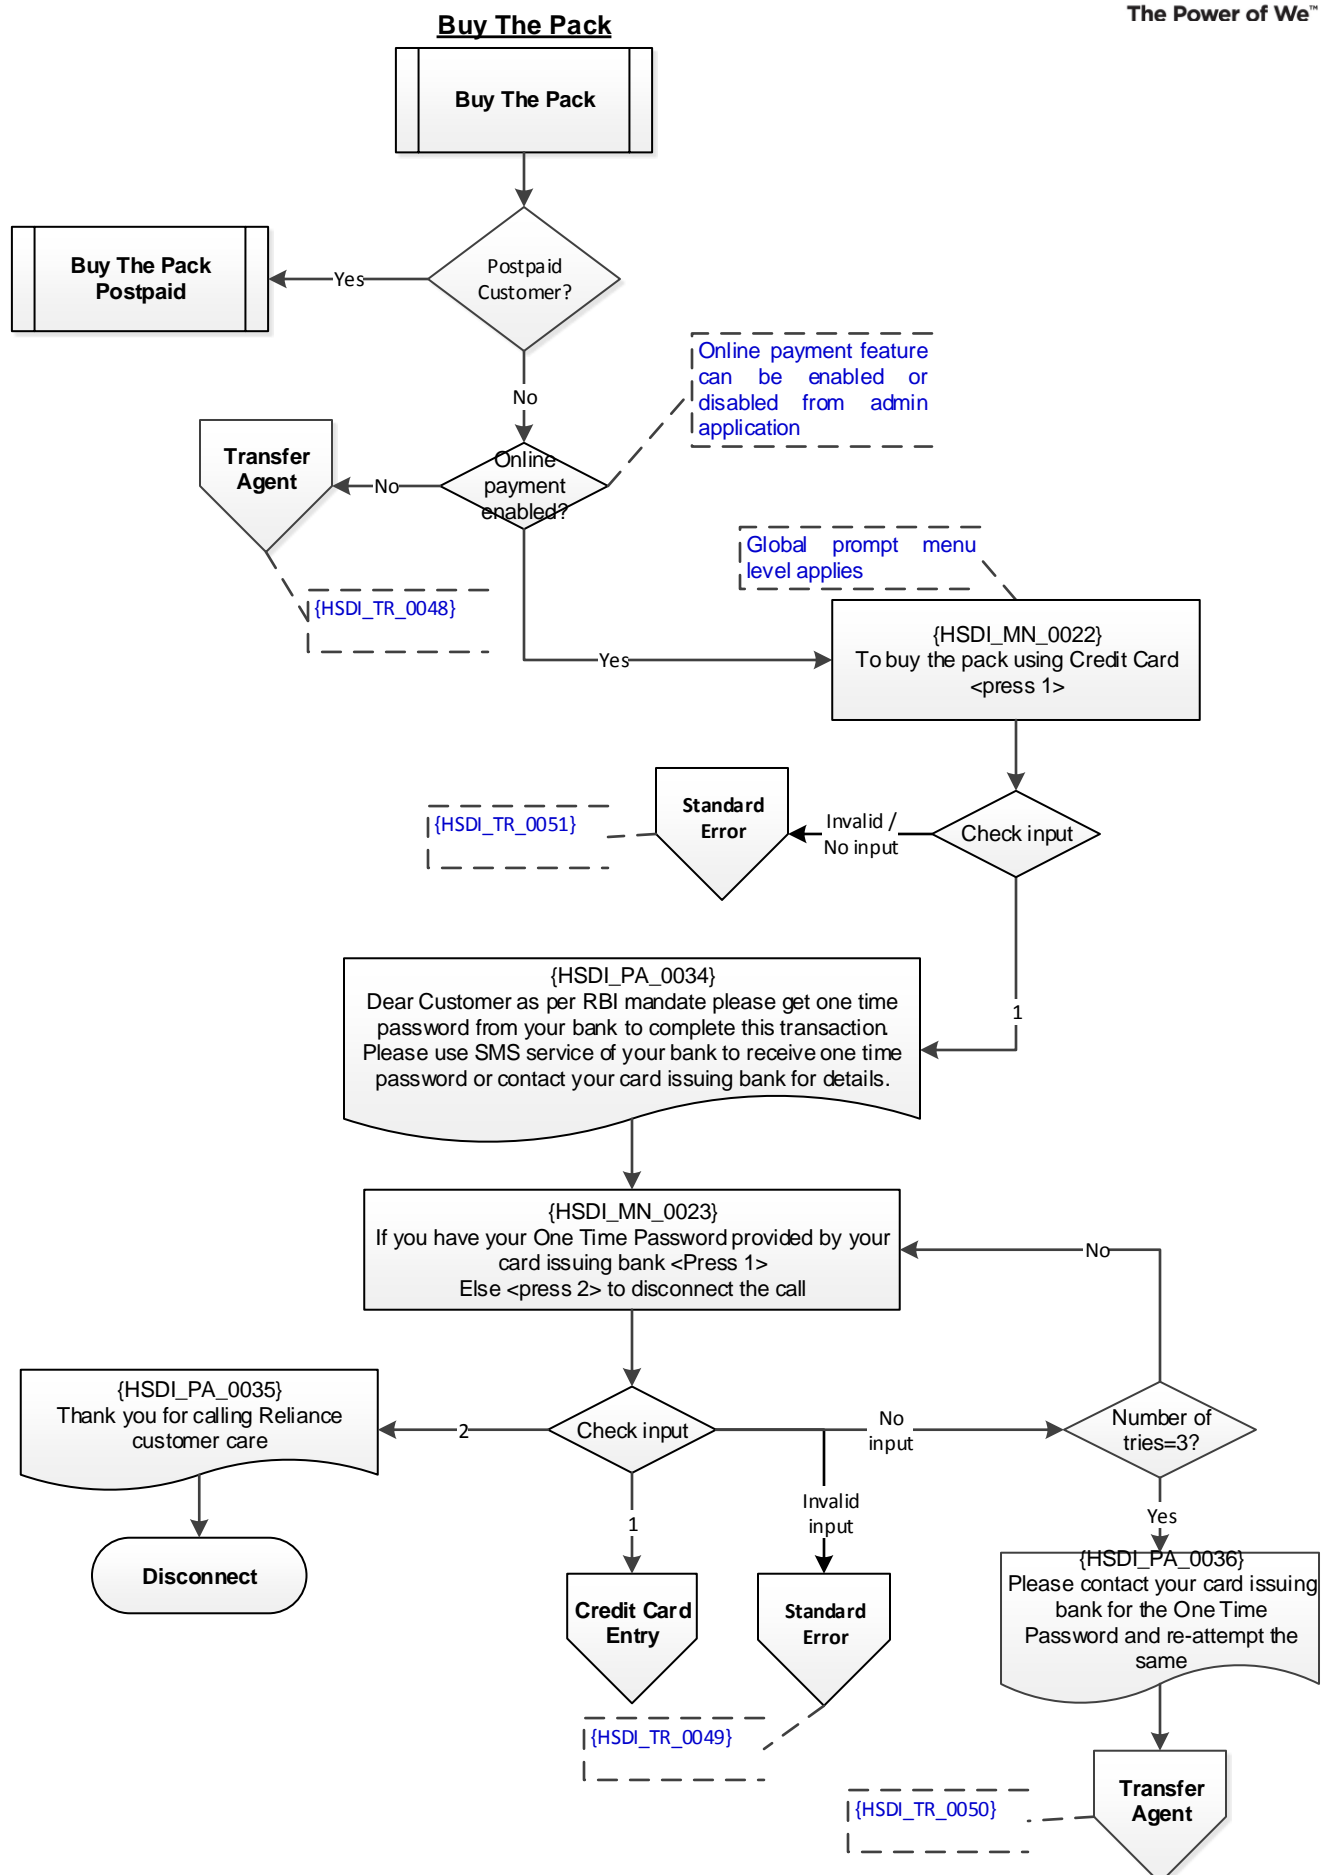 The Power of We™
Buy The Pack
Buy The Pack
Postpaid
Customer?
Yes
Buy The Pack
Postpaid
No
Online payment feature
can be enabled or
disabled from admin
application
Online
payment
enabled?
No
Transfer
Agent
{HSDI_TR_0048}
Yes
Global prompt menu
level applies
{HSDI_MN_0022}
To buy the pack using Credit Card
<press 1>
Check input
Invalid /
No input
Standard
Error
{HSDI_TR_0051}
1
{HSDI_PA_0034}
Dear Customer as per RBI mandate please get one time
password from your bank to complete this transaction.
Please use SMS service of your bank to receive one time
password or contact your card issuing bank for details.
{HSDI_MN_0023}
If you have your One Time Password provided by your
card issuing bank <Press 1>
Else <press 2> to disconnect the call
No
Check input
2
{HSDI_PA_0035}
Thank you for calling Reliance
customer care
Disconnect
1
Credit Card
Entry
Invalid
input
Standard
Error
{HSDI_TR_0049}
No
input
Number of
tries=3?
Yes
{HSDI_PA_0036}
Please contact your card issuing
bank for the One Time
Password and re-attempt the
same
Transfer
Agent
{HSDI_TR_0050}